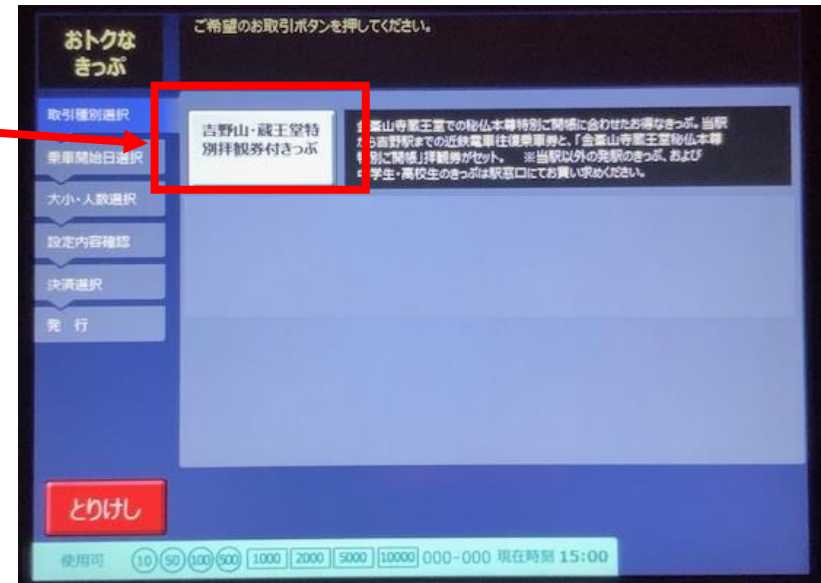 おトクな
きっぷ
ご希望のお取引ボタンを押してください。
取引種別選択
乗車開始日選択
大小・人数選択
設定内容確認
決済選択
発 行
吉野山・蔵王堂特
別拝観券付きっぷ
金峯山寺蔵王堂での秘仏本尊特別ご開帳に合わせたお得なきっぷ。当駅
から吉野駅までの近鉄電車往復乗車券と、「金峯山寺蔵王堂秘仏本尊
特別ご開帳」拝観券がセット。 ※当駅以外の発駅のきっぷ、および
中学生・高校生のきっぷは駅窓口にてお買い求めください。
とりけし
使用可 10 50 100 500 1000 2000 5000 10000 000-000 現在時刻 15:00